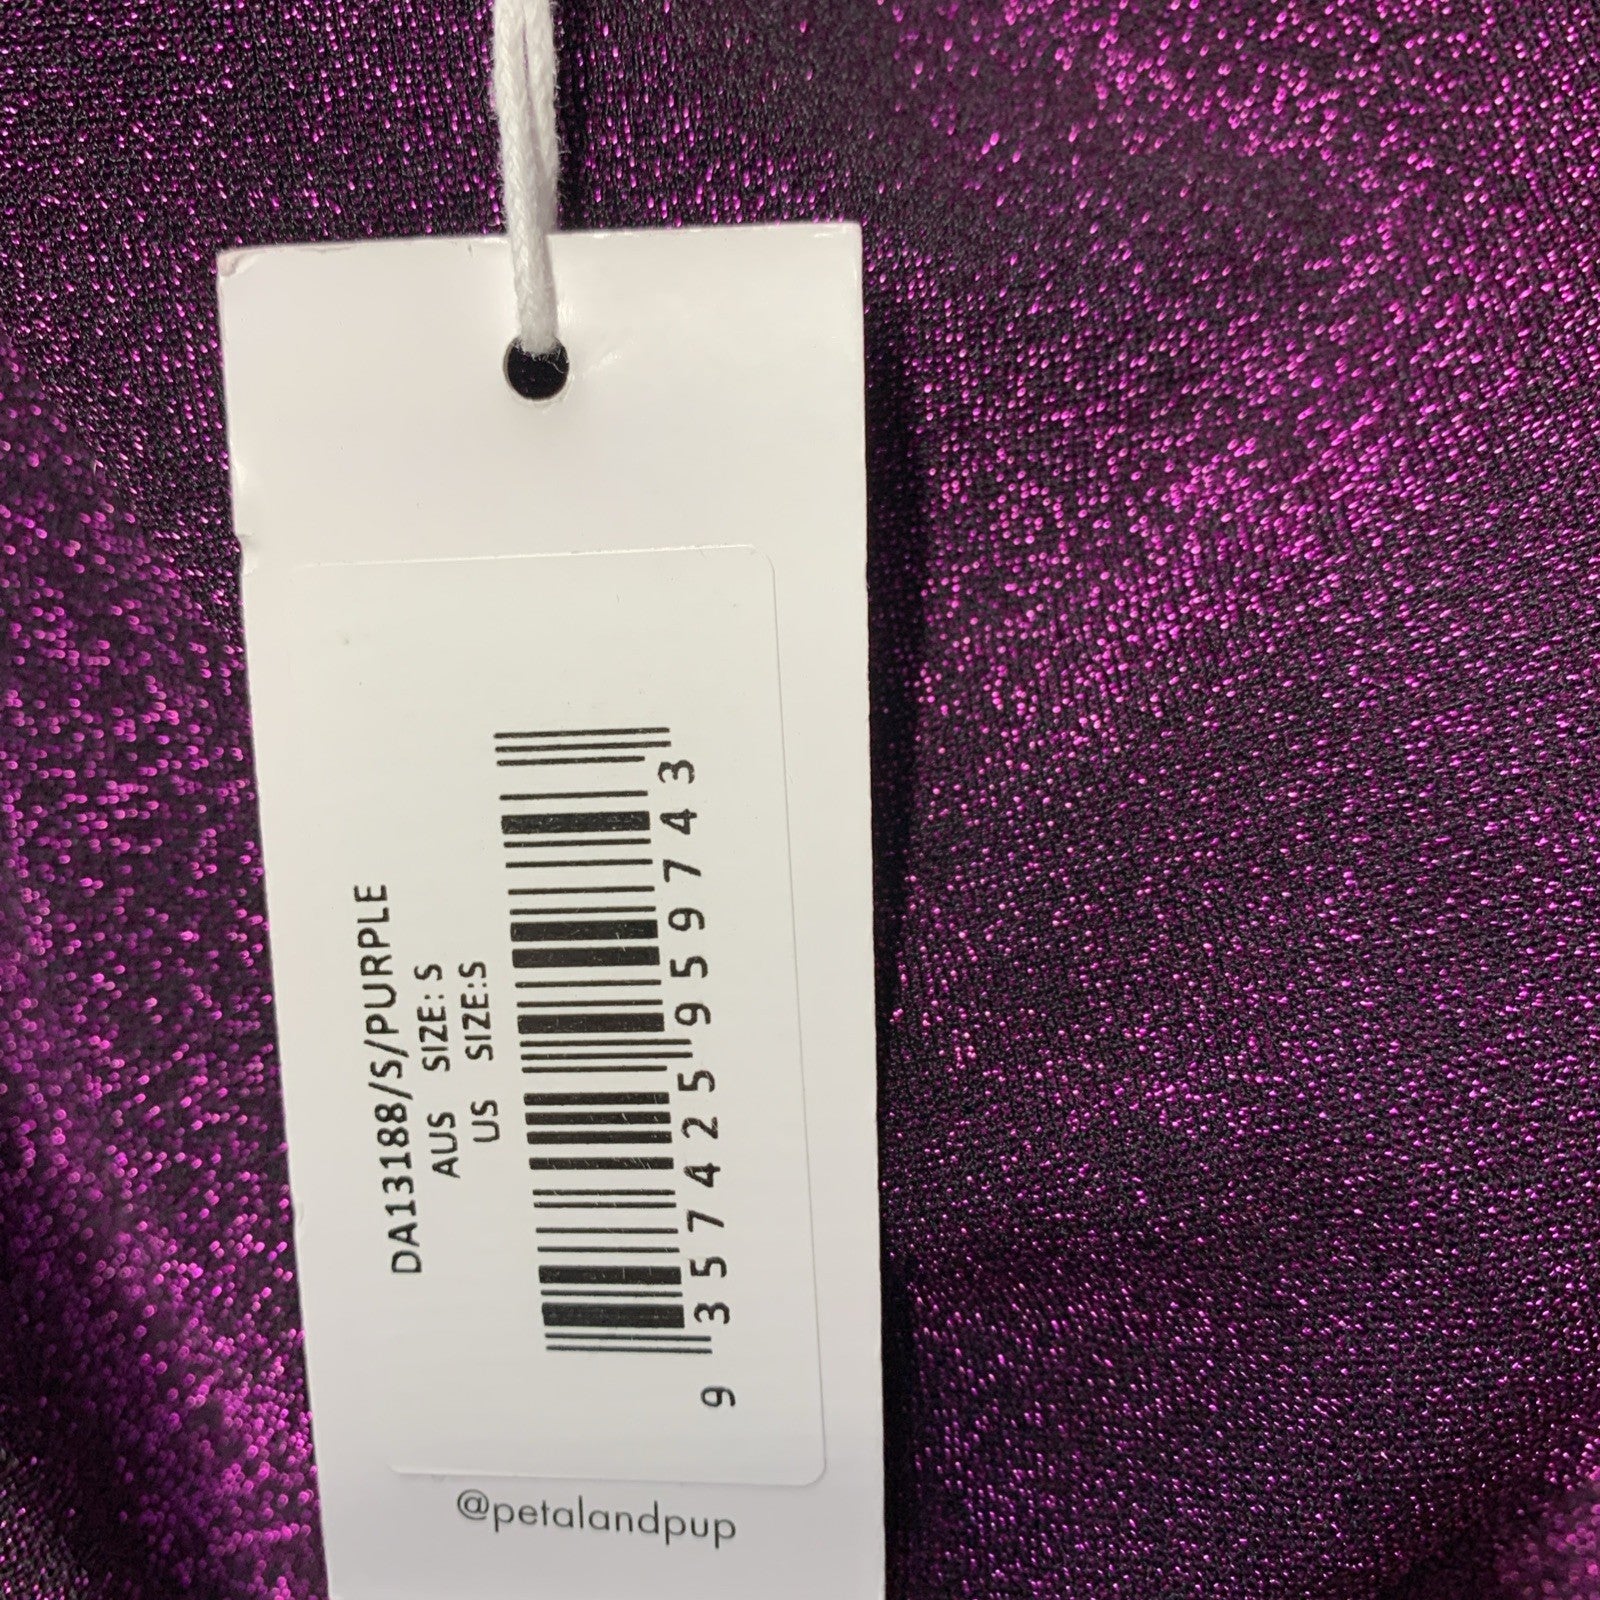 DA13188/S/PURPLE
AUS SIZE: S
US SIZE:S
9 357425 959743
@petalandpup